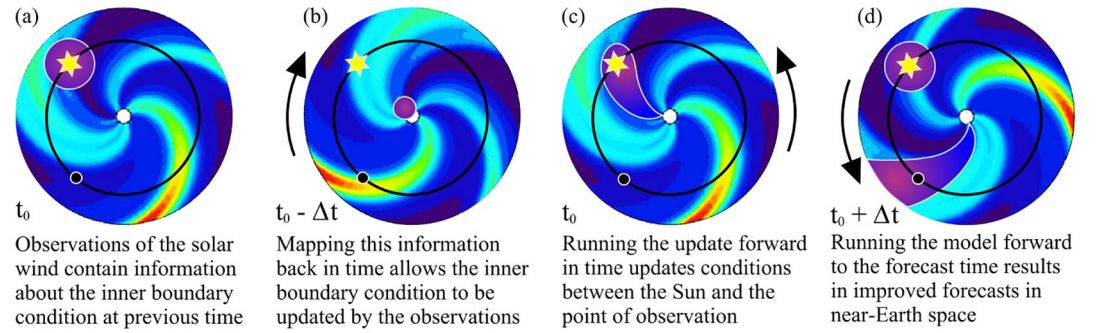 (a)
t₀
Observations of the solar
wind contain information
about the inner boundary
condition at previous time
(b)
t₀ - Δt
Mapping this information
back in time allows the inner
boundary condition to be
updated by the observations
(c)
t₀
Running the update forward
in time updates conditions
between the Sun and the
point of observation
(d)
t₀ + Δt
Running the model forward
to the forecast time results
in improved forecasts in
near-Earth space